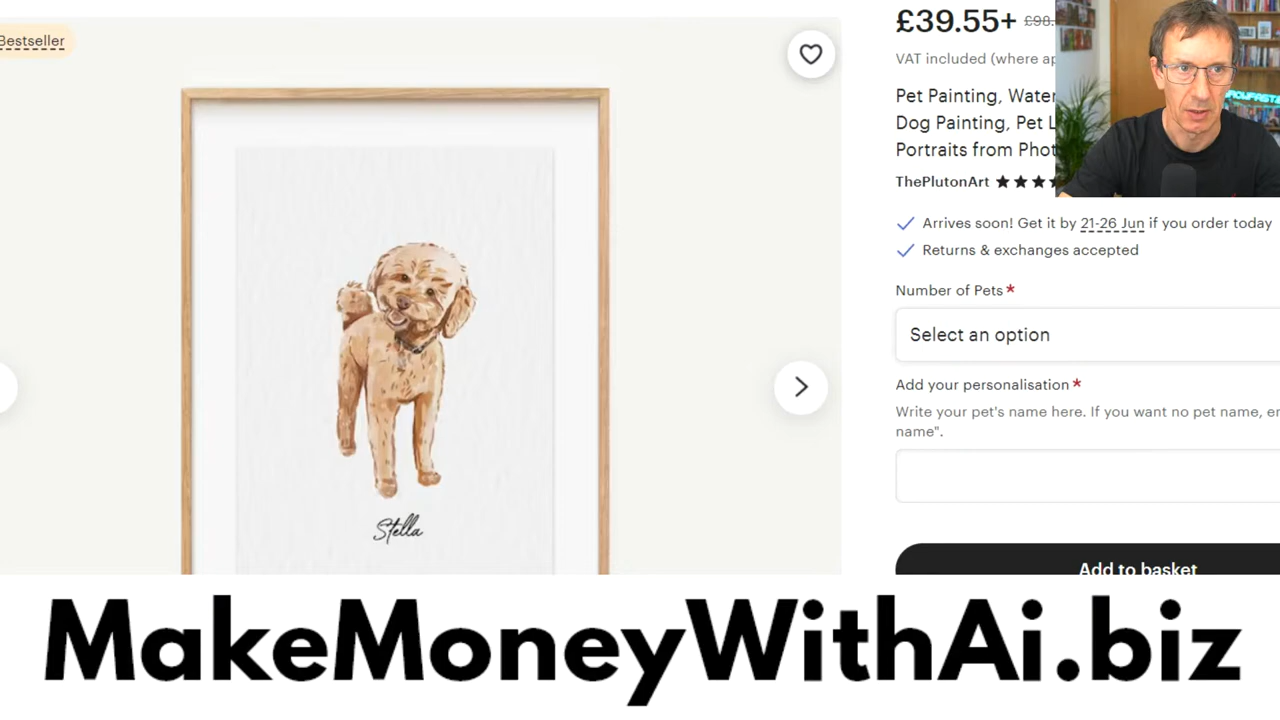 Bestseller
£39.55+ £98.
VAT included (where ap
Pet Painting, Water
Dog Painting, Pet L
Portraits from Phot
ThePlutonArt
Arrives soon! Get it by 21-26 Jun if you order today
Returns & exchanges accepted
Number of Pets *
Select an option
Add your personalisation *
Write your pet's name here. If you want no pet name, en
name".
Stella
Add to basket
MakeMoneyWithAi.biz